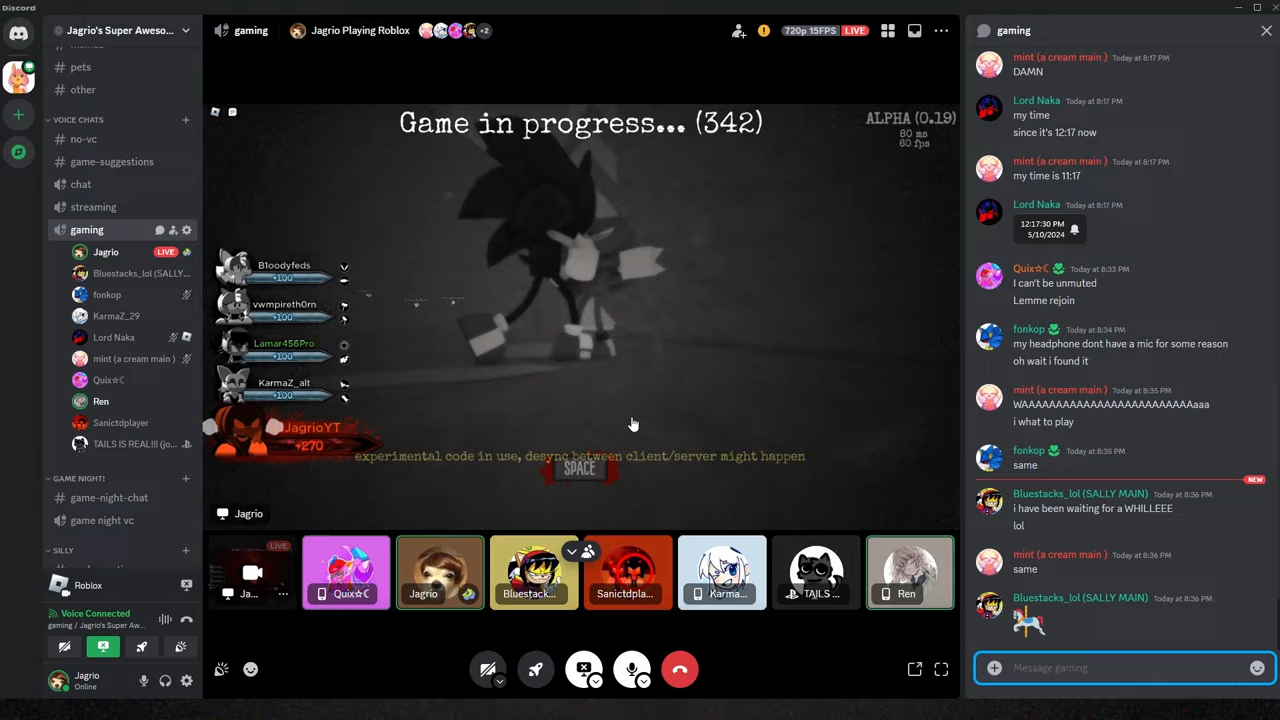 Discord
Jagrio's Super Aweso...
pets
other
VOICE CHATS
no-vc
game-suggestions
chat
streaming
gaming
Jagrio LIVE
Bluestacks_lol (SALLY...
fonkop
KarmaZ_29
Lord Naka
mint (a cream main )
Quix☆☾
Ren
Sanictdplayer
TAILS IS REAL!!! (jo...
GAME NIGHT!
game-night-chat
game night vc
SILLY
Roblox
Voice Connected
gaming / Jagrio's Super Aw...
Jagrio
Online
gaming
Jagrio Playing Roblox
+2
720p 15FPS LIVE
Game in progress... (342)
ALPHA (0.19)
80 ms
60 fps
B1oodyfeds
+100
vwmpireth0rn
+100
Lamar456Pro
+100
KarmaZ_alt
+100
JagrioYT
+270
experimental code in use, desync between client/server might happen
SPACE
Jagrio
LIVE
Ja...
Quix☆☾
Jagrio
Bluestack...
Sanictdpla...
Karma...
TAILS ...
Ren
gaming
mint (a cream main ) Today at 8:17 PM
DAMN
Lord Naka Today at 8:17 PM
my time
since it's 12:17 now
mint (a cream main ) Today at 8:17 PM
my time is 11:17
Lord Naka Today at 8:17 PM
12:17:30 PM
5/10/2024
Quix☆☾ Today at 8:33 PM
I can't be unmuted
Lemme rejoin
fonkop Today at 8:34 PM
my headphone dont have a mic for some reason
oh wait i found it
mint (a cream main ) Today at 8:35 PM
WAAAAAAAAAAAAAAAAAAAAAAAAAaaa
i what to play
fonkop Today at 8:35 PM
same
NEW
Bluestacks_lol (SALLY MAIN) Today at 8:36 PM
i have been waiting for a WHILLEEE
lol
mint (a cream main ) Today at 8:36 PM
same
Bluestacks_lol (SALLY MAIN) Today at 8:36 PM
Message gaming